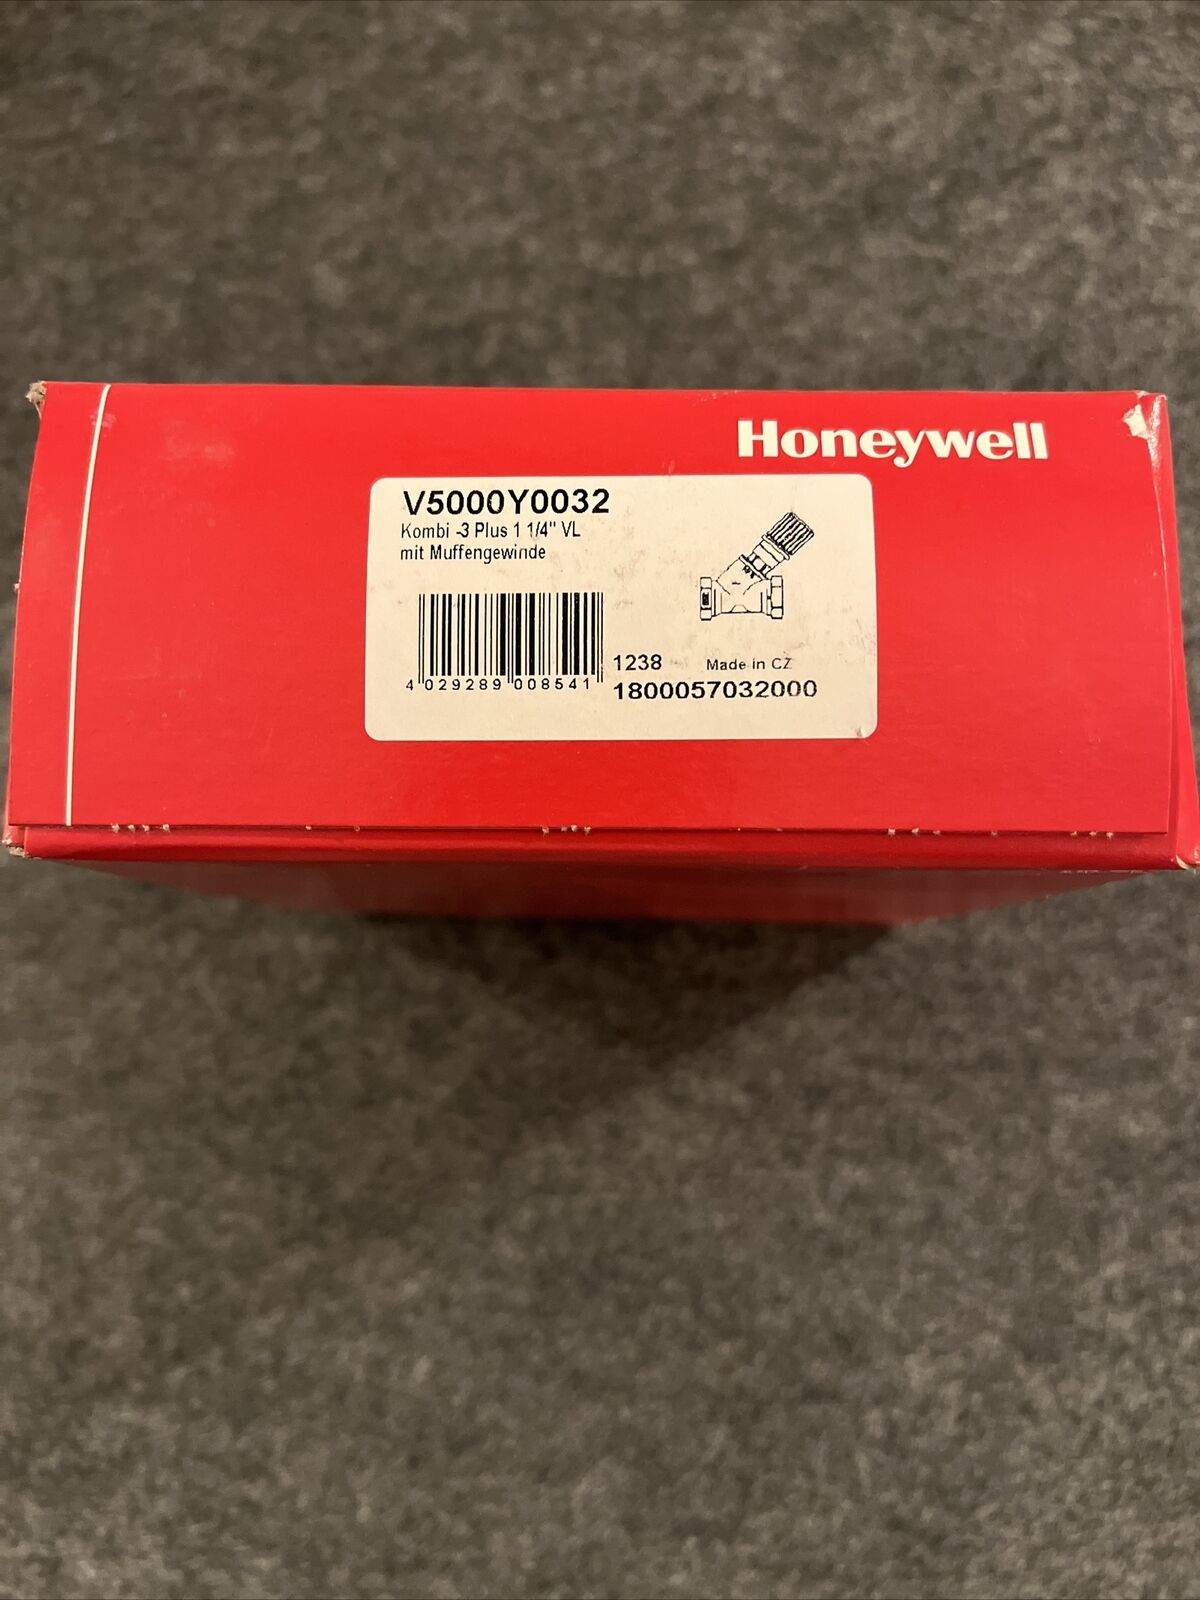 Honeywell
V5000Y0032
Kombi -3 Plus 1 1/4" VL
mit Muffengewinde
4 029289 008541
1238 Made in CZ
1800057032000